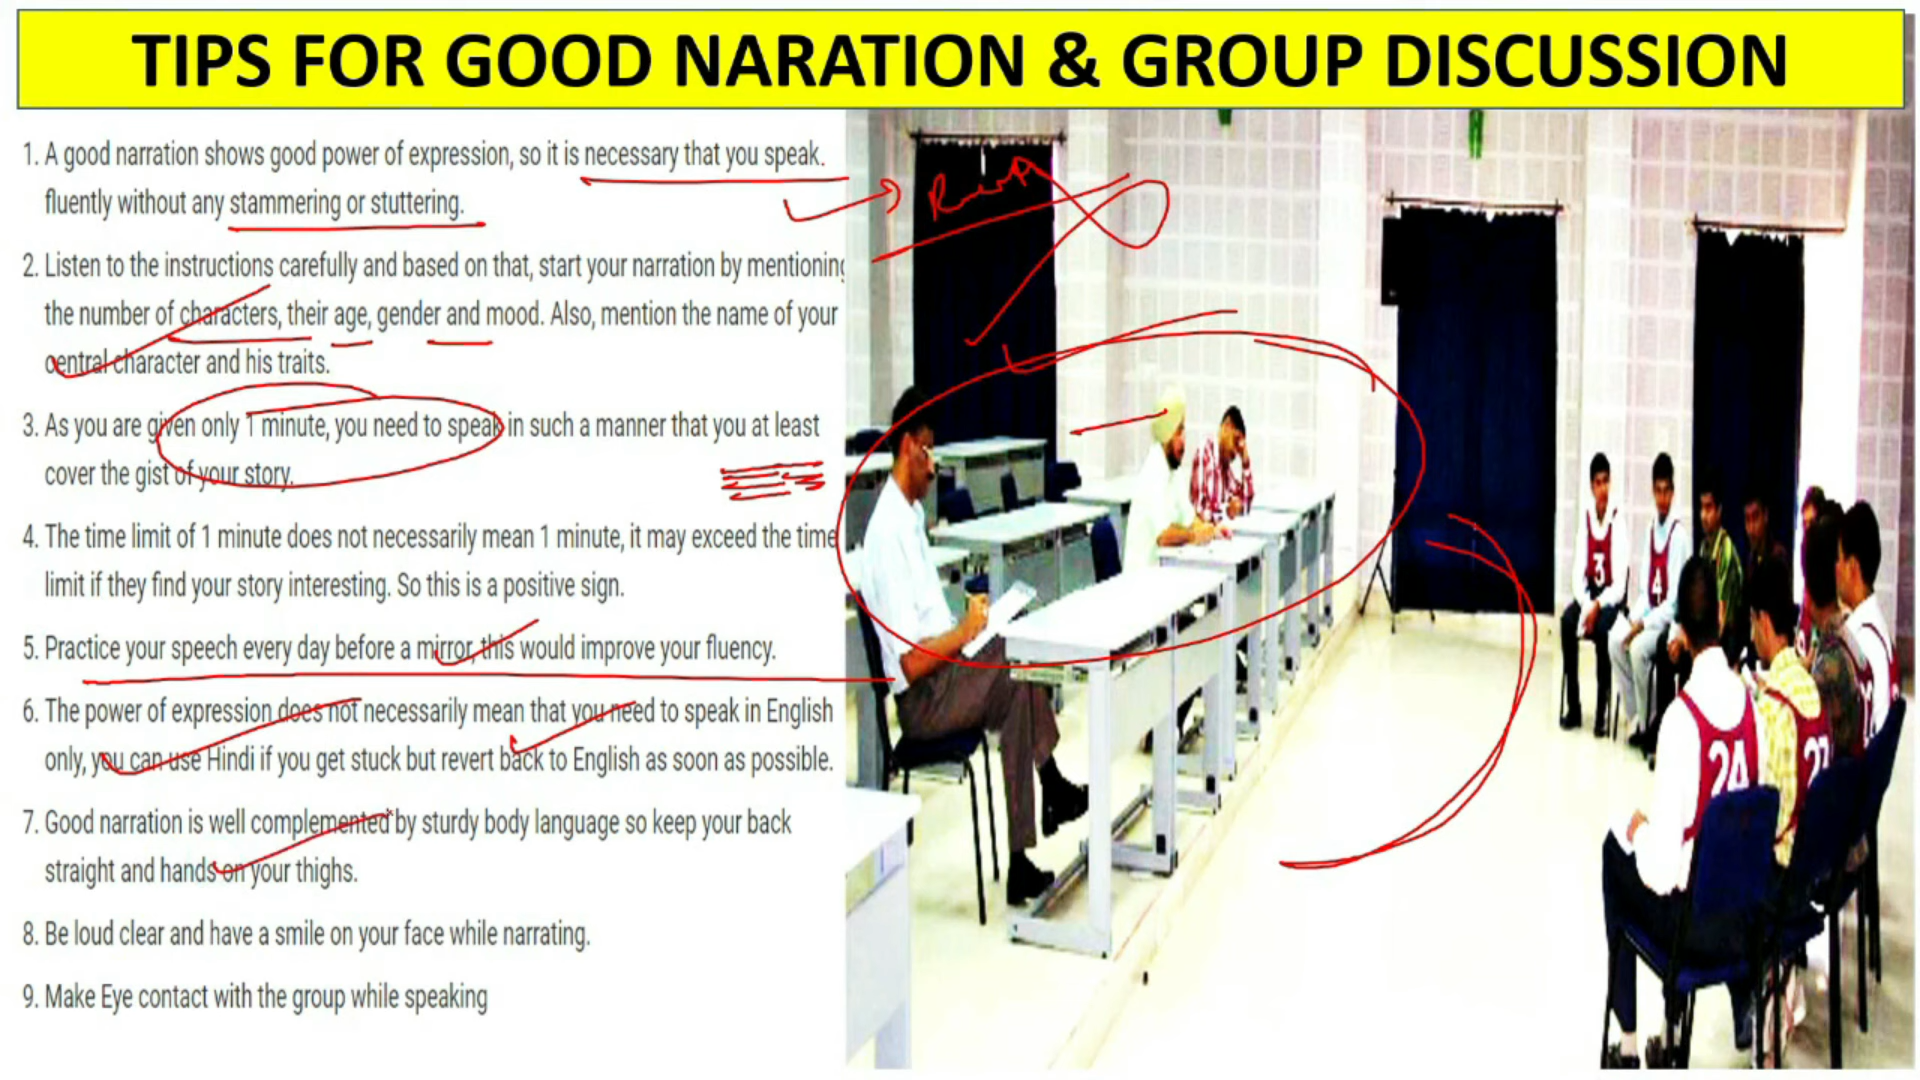 TIPS FOR GOOD NARATION & GROUP DISCUSSION
1. A good narration shows good power of expression, so it is necessary that you speak.
fluently without any stammering or stuttering.
2. Listen to the instructions carefully and based on that, start your narration by mentioning
the number of characters, their age, gender and mood. Also, mention the name of your
central character and his traits.
3. As you are given only 1 minute, you need to speak in such a manner that you at least
cover the gist of your story.
4. The time limit of 1 minute does not necessarily mean 1 minute, it may exceed the time
limit if they find your story interesting. So this is a positive sign.
5. Practice your speech every day before a mirror, this would improve your fluency.
6. The power of expression does not necessarily mean that you need to speak in English
only, you can use Hindi if you get stuck but revert back to English as soon as possible.
7. Good narration is well complemented by sturdy body language so keep your back
straight and hands on your thighs.
8. Be loud clear and have a smile on your face while narrating.
9. Make Eye contact with the group while speaking
3
4
24
27